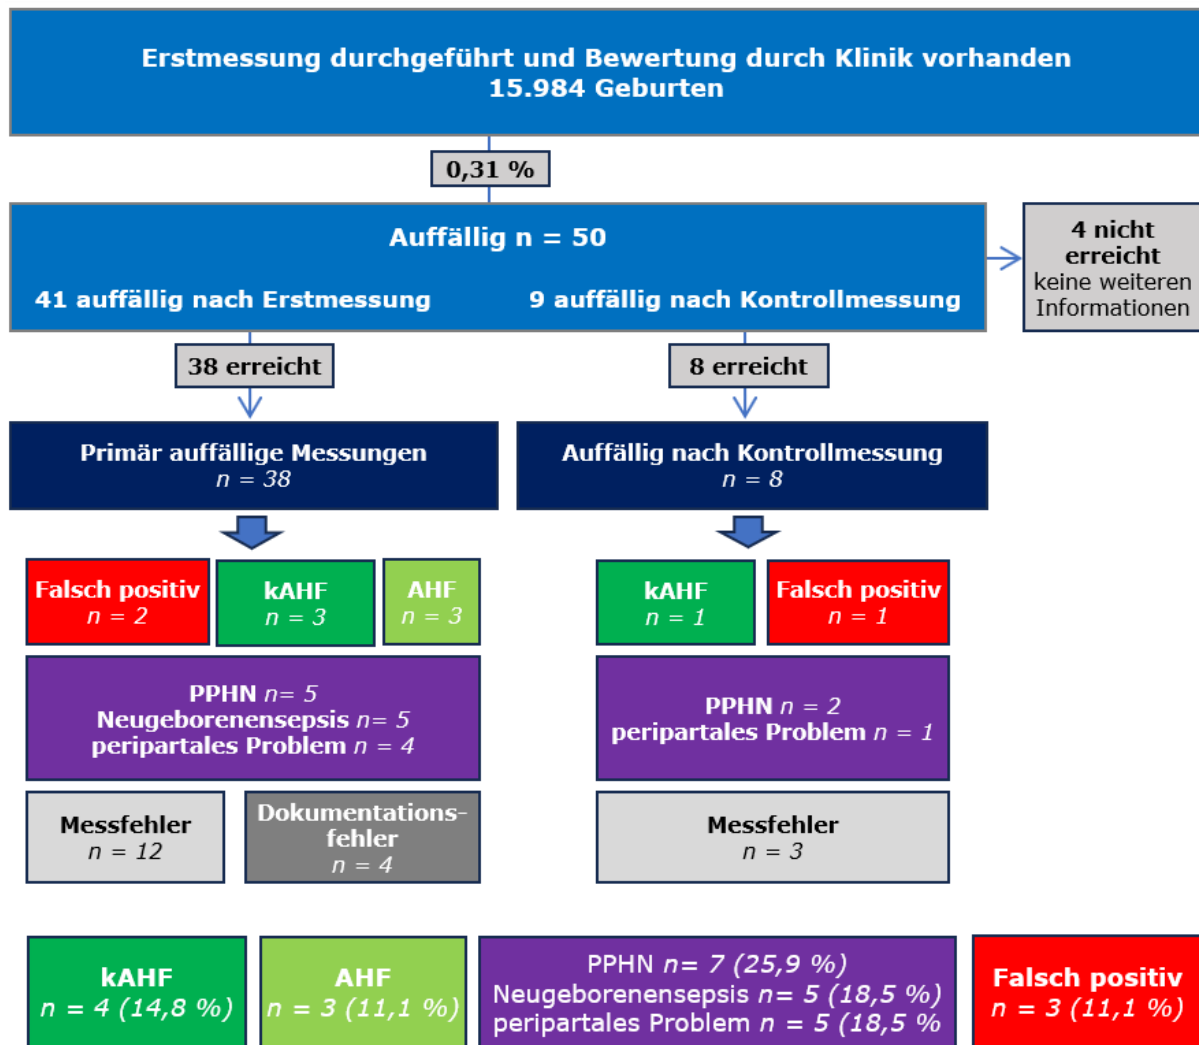 Erstmessung durchgeführt und Bewertung durch Klinik vorhanden
15.984 Geburten
0,31 %
Auffällig n = 50
41 auffällig nach Erstmessung
9 auffällig nach Kontrollmessung
4 nicht
erreicht
keine weiteren
Informationen
38 erreicht
8 erreicht
Primär auffällige Messungen
n = 38
Auffällig nach Kontrollmessung
n = 8
Falsch positiv
n = 2
kAHF
n = 3
AHF
n = 3
kAHF
n = 1
Falsch positiv
n = 1
PPHN n= 5
Neugeborenensepsis n= 5
peripartales Problem n = 4
PPHN n = 2
peripartales Problem n = 1
Messfehler
n = 12
Dokumentations-
fehler
n = 4
Messfehler
n = 3
kAHF
n = 4 (14,8 %)
AHF
n = 3 (11,1 %)
PPHN n= 7 (25,9 %)
Neugeborenensepsis n= 5 (18,5 %)
peripartales Problem n = 5 (18,5 %
Falsch positiv
n = 3 (11,1 %)